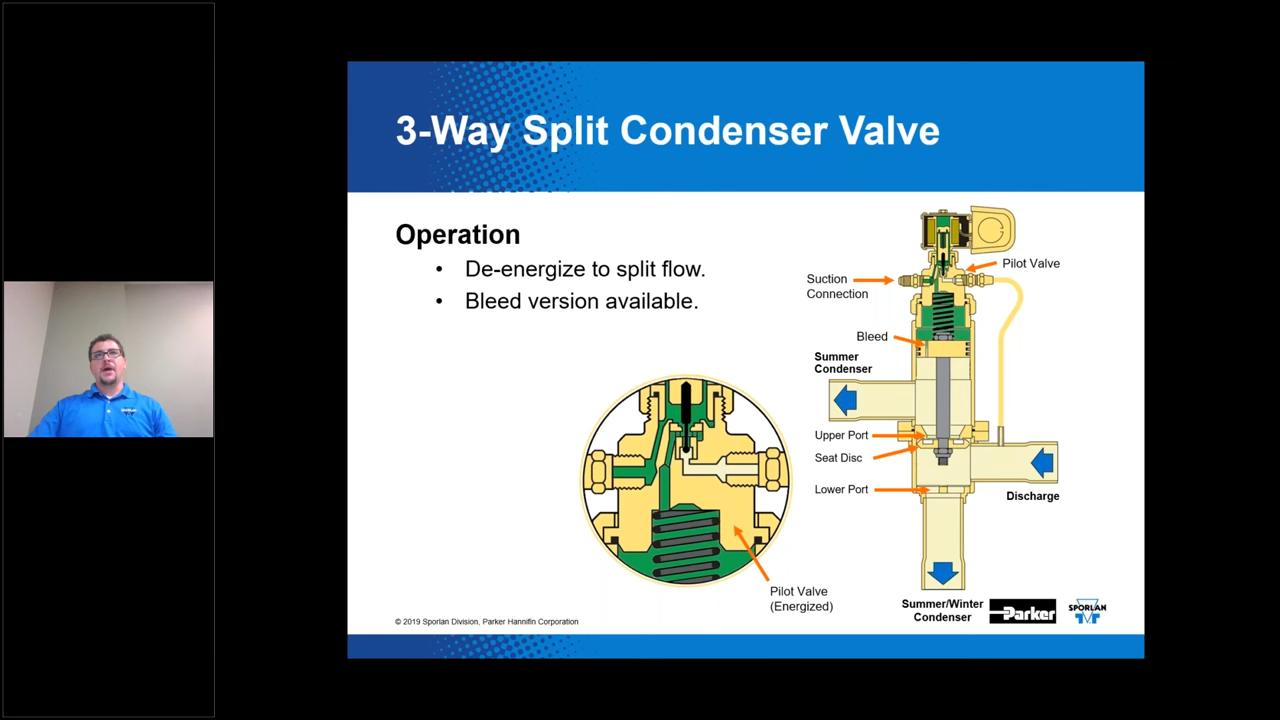 3-Way Split Condenser Valve
Operation
• De-energize to split flow.
• Bleed version available.
Pilot Valve
Suction
Connection
Bleed
Summer
Condenser
Upper Port
Seat Disc
Lower Port
Discharge
Pilot Valve
(Energized)
Summer/Winter
Condenser
Parker
SPORLAN
© 2019 Sporlan Division, Parker Hannifin Corporation
SPORLAN